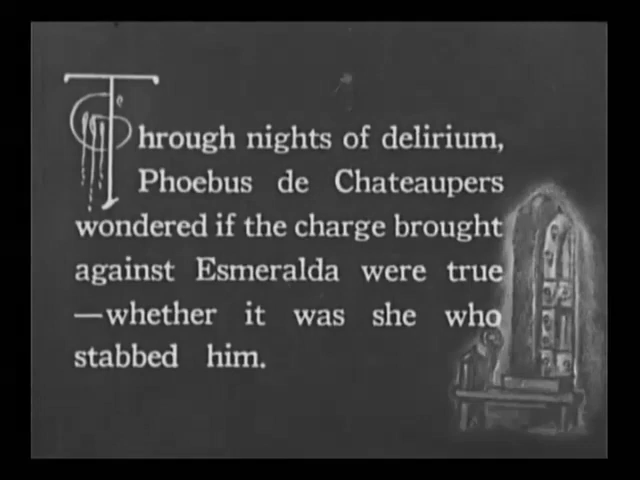 Through nights of delirium,
Phoebus de Chateaupers
wondered if the charge brought
against Esmeralda were true
—whether it was she who
stabbed him.